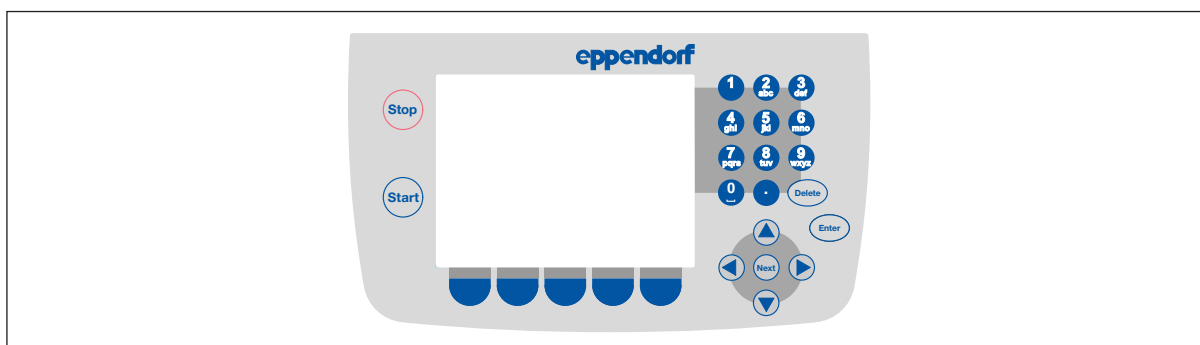 eppendorf
Stop
Start
1
2
abc
3
def
4
ghi
5
jkl
6
mno
7
pqrs
8
tuv
9
wxyz
0
.
Delete
Enter
Next